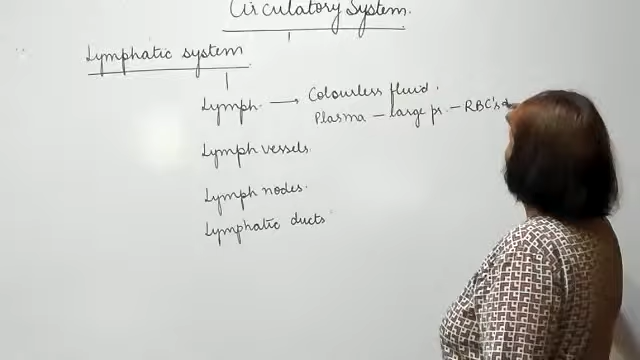 Circulatory System.
Lymphatic system
Lymph. → Colourless fluid.
Plasma — large pr. — RBC's
Lymph vessels.
Lymph nodes.
Lymphatic ducts